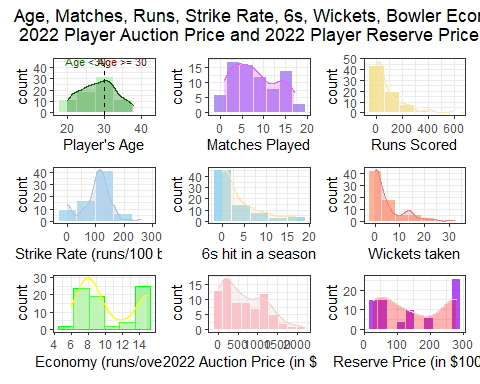 Age, Matches, Runs, Strike Rate, 6s, Wickets, Bowler Econ
2022 Player Auction Price and 2022 Player Reserve Price
Age <30 Age >= 30
count
40
30
20
10
0
20 30 40
Player's Age
count
15
10
5
0
0 5 10 15 20
Matches Played
count
50
40
30
20
10
0
0 200 400 600
Runs Scored
count
40
30
20
10
0
0 100 200 300
Strike Rate (runs/100 b
count
40
30
20
10
0
0 5 10 15
6s hit in a season
count
40
30
20
10
0
0 10 20 30
Wickets taken
count
30
20
10
0
4 6 8 10 12 14
Economy (runs/ove
count
15
10
5
0
0 500 1000 1500 2000
2022 Auction Price (in $
count
40
30
20
10
0
0 100 200 300
Reserve Price (in $100